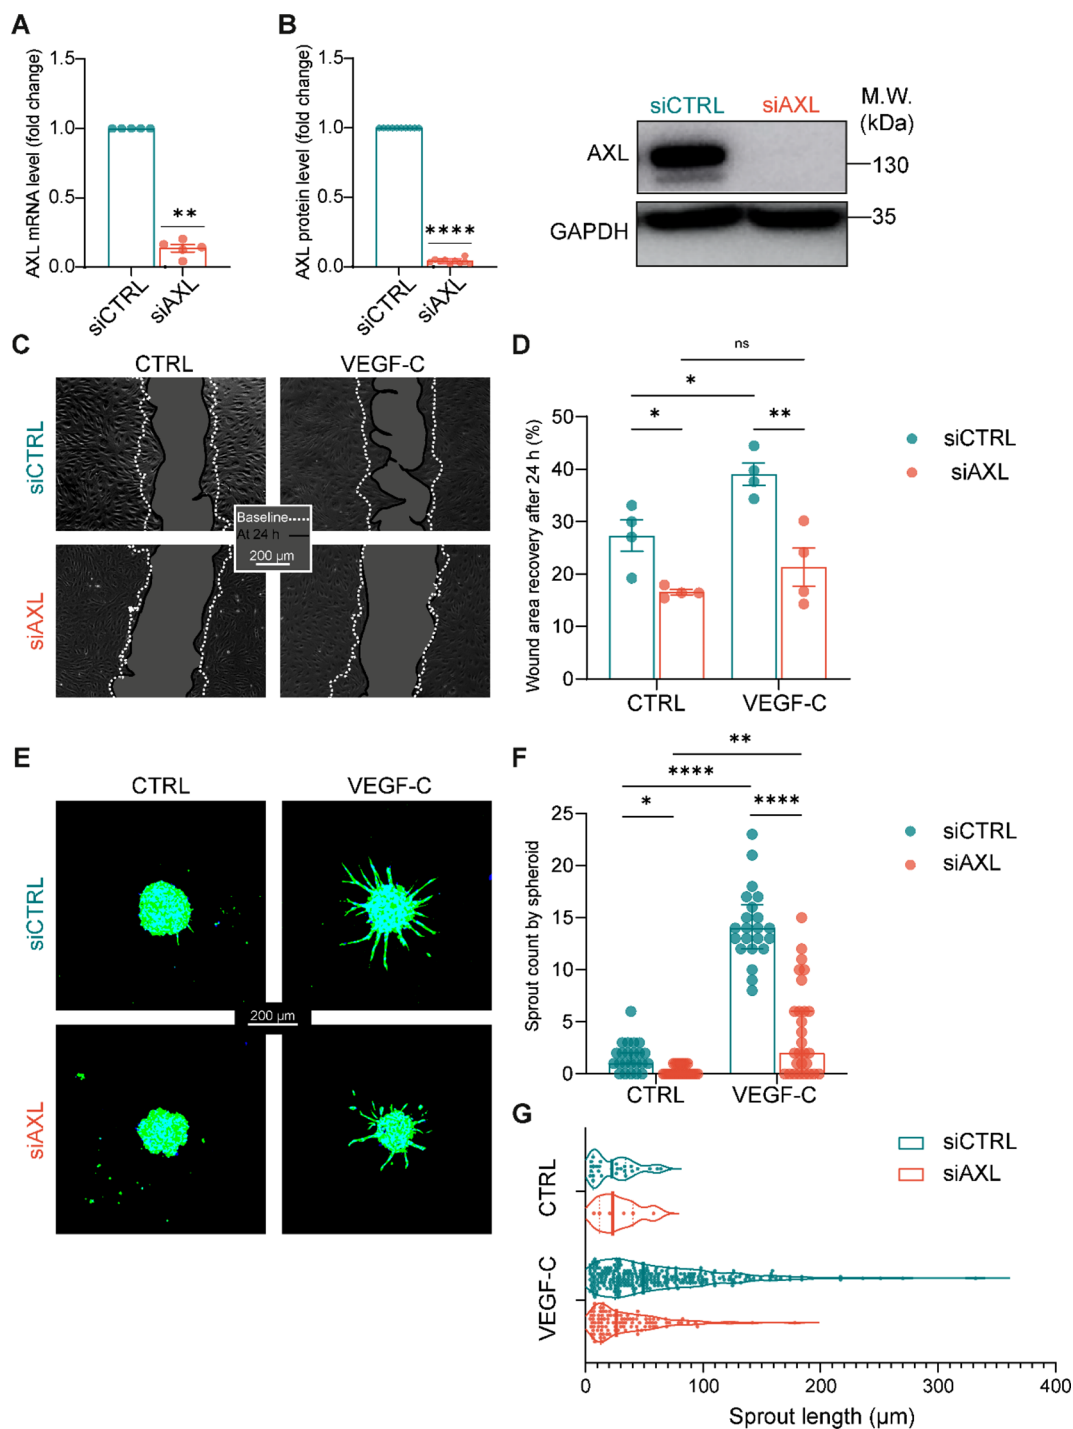 A
AXL mRNA level (fold change)
1.5
1.0
0.5
0.0
**
siCTRL
siAXL
B
AXL protein level (fold change)
1.5
1.0
0.5
0.0
****
siCTRL
siAXL
siCTRL
siAXL
M.W.
(kDa)
AXL
130
GAPDH
35
C
CTRL
VEGF-C
siCTRL
siAXL
Baseline
At 24 h
200 µm
D
Wound area recovery after 24 h (%)
50
40
30
20
10
0
ns
*
*
**
CTRL
VEGF-C
siCTRL
siAXL
E
CTRL
VEGF-C
siCTRL
siAXL
200 µm
F
Sprout count by spheroid
25
20
15
10
5
0
**
****
*
****
CTRL
VEGF-C
siCTRL
siAXL
G
CTRL
VEGF-C
siCTRL
siAXL
0
100
200
300
400
Sprout length (µm)